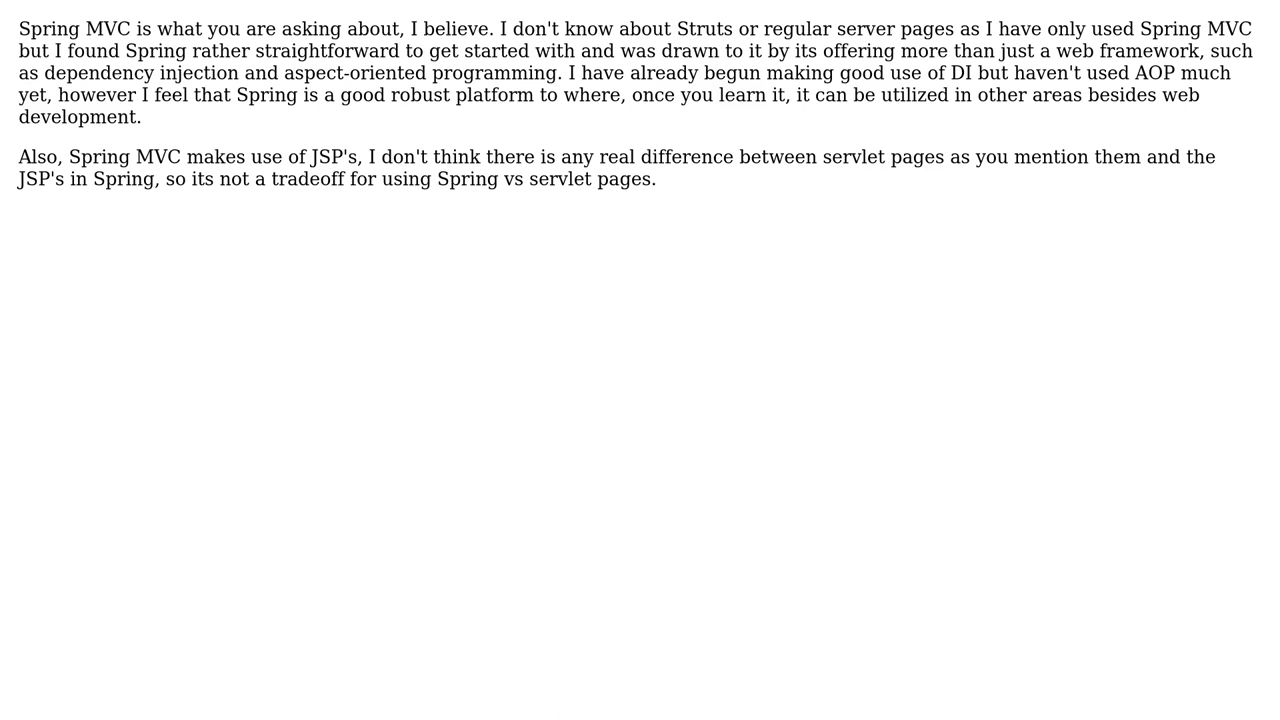 Spring MVC is what you are asking about, I believe. I don't know about Struts or regular server pages as I have only used Spring MVC
but I found Spring rather straightforward to get started with and was drawn to it by its offering more than just a web framework, such
as dependency injection and aspect-oriented programming. I have already begun making good use of DI but haven't used AOP much
yet, however I feel that Spring is a good robust platform to where, once you learn it, it can be utilized in other areas besides web
development.
Also, Spring MVC makes use of JSP's, I don't think there is any real difference between servlet pages as you mention them and the
JSP's in Spring, so its not a tradeoff for using Spring vs servlet pages.